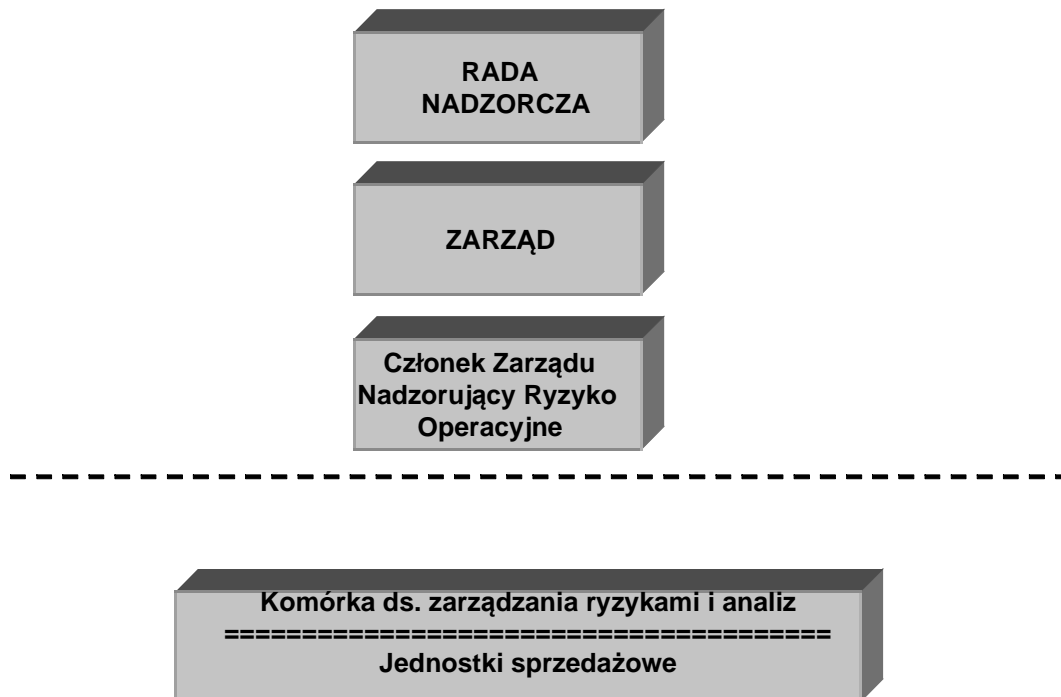 RADA
NADZORCZA
ZARZĄD
Członek Zarządu
Nadzorujący Ryzyko
Operacyjne
Komórka ds. zarządzania ryzykami i analiz
=======================================
Jednostki sprzedażowe